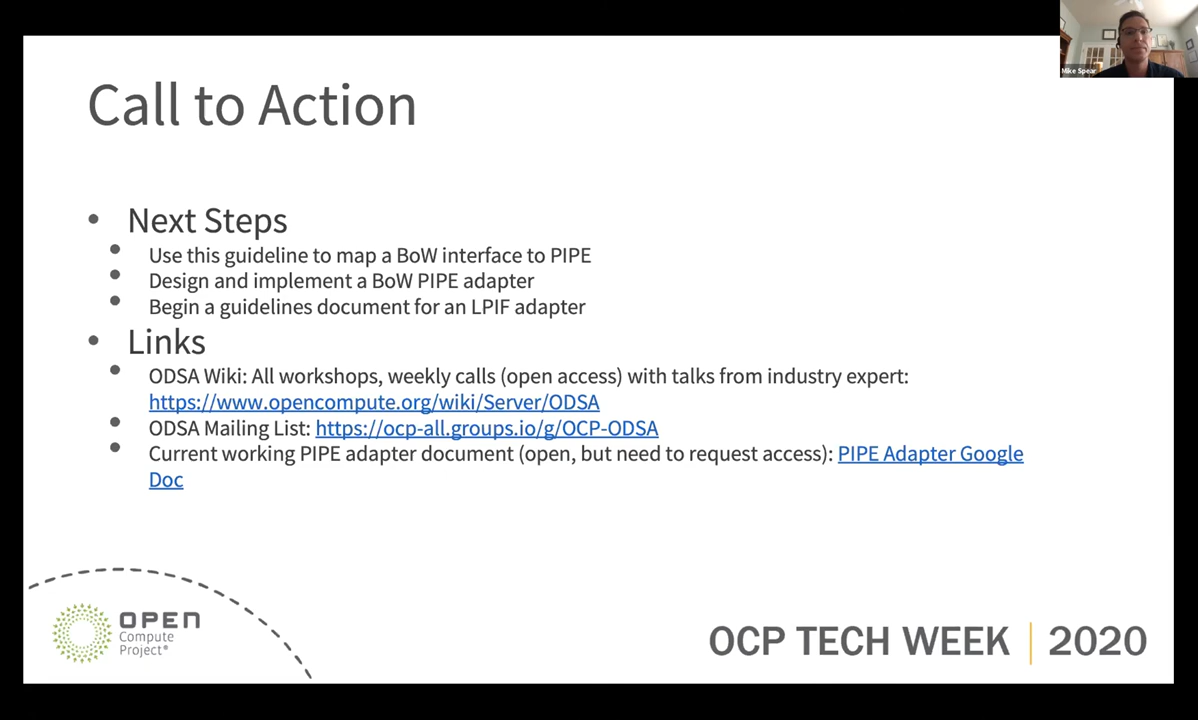 Mike Spear
Call to Action
• Next Steps
• Use this guideline to map a BoW interface to PIPE
• Design and implement a BoW PIPE adapter
• Begin a guidelines document for an LPIF adapter
• Links
• ODSA Wiki: All workshops, weekly calls (open access) with talks from industry expert:
https://www.opencompute.org/wiki/Server/ODSA
• ODSA Mailing List: https://ocp-all.groups.io/g/OCP-ODSA
• Current working PIPE adapter document (open, but need to request access): PIPE Adapter Google
Doc
OPEN
Compute
Project®
OCP TECH WEEK | 2020